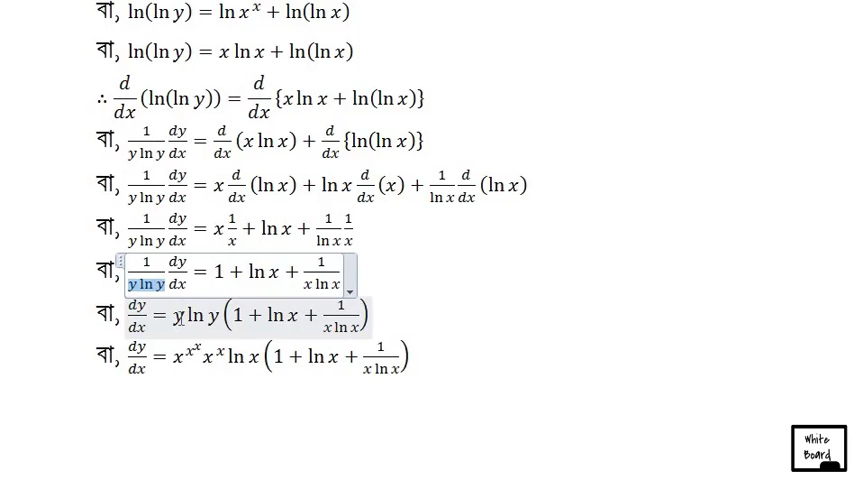 বা, ln(ln y) = ln xˣ + ln(ln x)
বা, ln(ln y) = x ln x + ln(ln x)
∴ d/dx (ln(ln y)) = d/dx {x ln x + ln(ln x)}
বা, 1/(y ln y) dy/dx = d/dx (x ln x) + d/dx {ln(ln x)}
বা, 1/(y ln y) dy/dx = x d/dx (ln x) + ln x d/dx (x) + 1/(ln x) d/dx (ln x)
বা, 1/(y ln y) dy/dx = x 1/x + ln x + 1/(ln x) 1/x
বা, 1/(y ln y) dy/dx = 1 + ln x + 1/(x ln x)
বা, dy/dx = y ln y (1 + ln x + 1/(x ln x))
বা, dy/dx = x^(x^x) x^x ln x (1 + ln x + 1/(x ln x))
White
Board